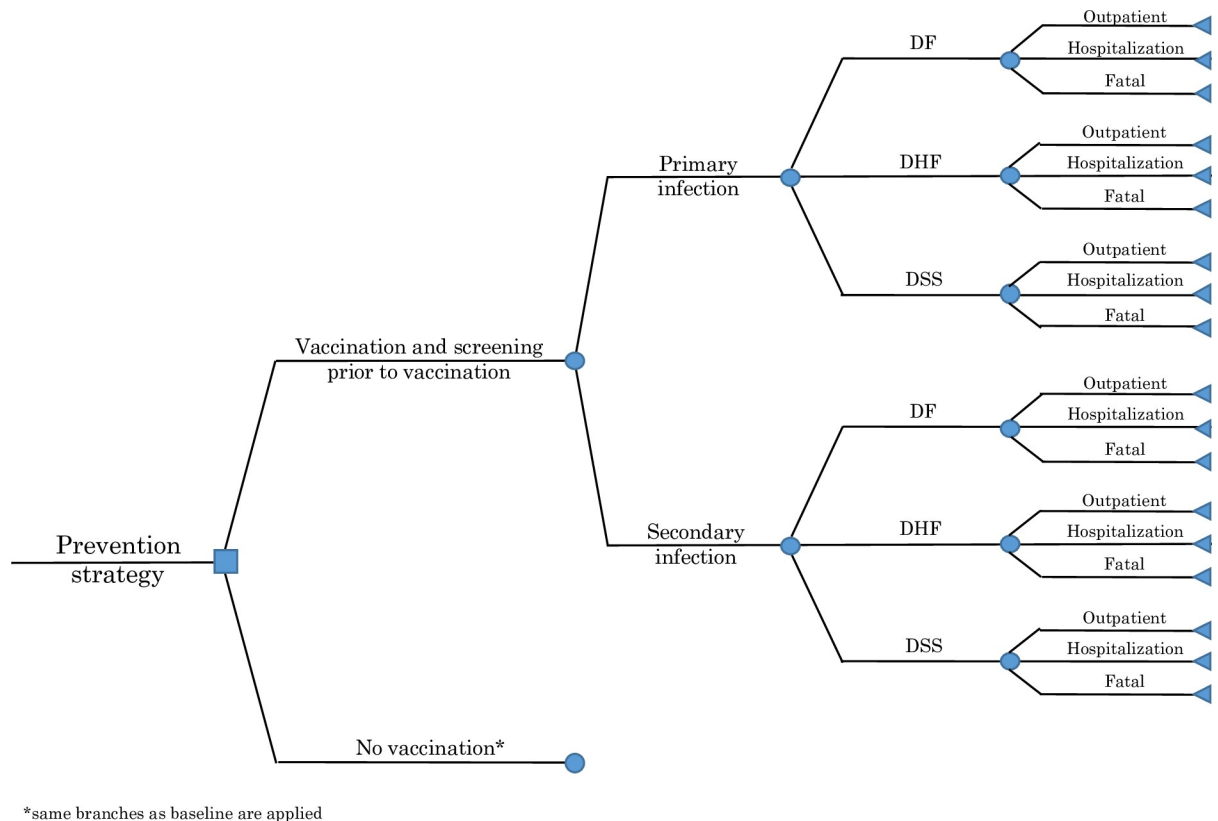 Outpatient
DF
Hospitalization
Fatal
Outpatient
Primary
infection
DHF
Hospitalization
Fatal
Outpatient
DSS
Hospitalization
Fatal
Vaccination and screening
prior to vaccination
Outpatient
DF
Hospitalization
Fatal
Outpatient
Secondary
infection
DHF
Hospitalization
Fatal
Prevention
strategy
Outpatient
DSS
Hospitalization
Fatal
No vaccination*
*same branches as baseline are applied